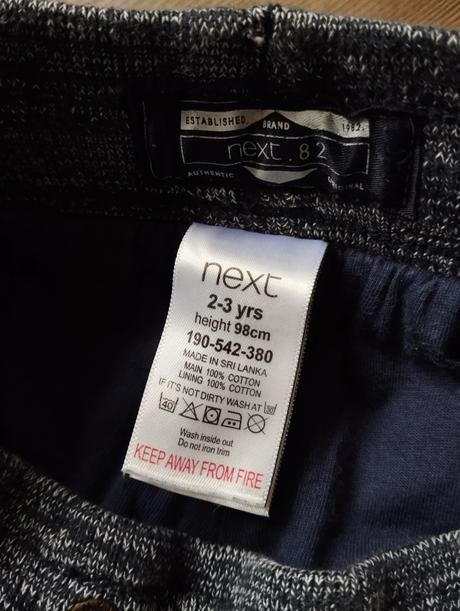 ESTABLISHED BRAND 1982.
next.82
AUTHENTIC ORIGINAL
next
2-3 yrs
height 98cm
190-542-380
MADE IN SRI LANKA
MAIN 100% COTTON
LINING 100% COTTON
IF IT'S NOT DIRTY WASH AT 30°
40
Wash inside out
Do not iron trim
KEEP AWAY FROM FIRE